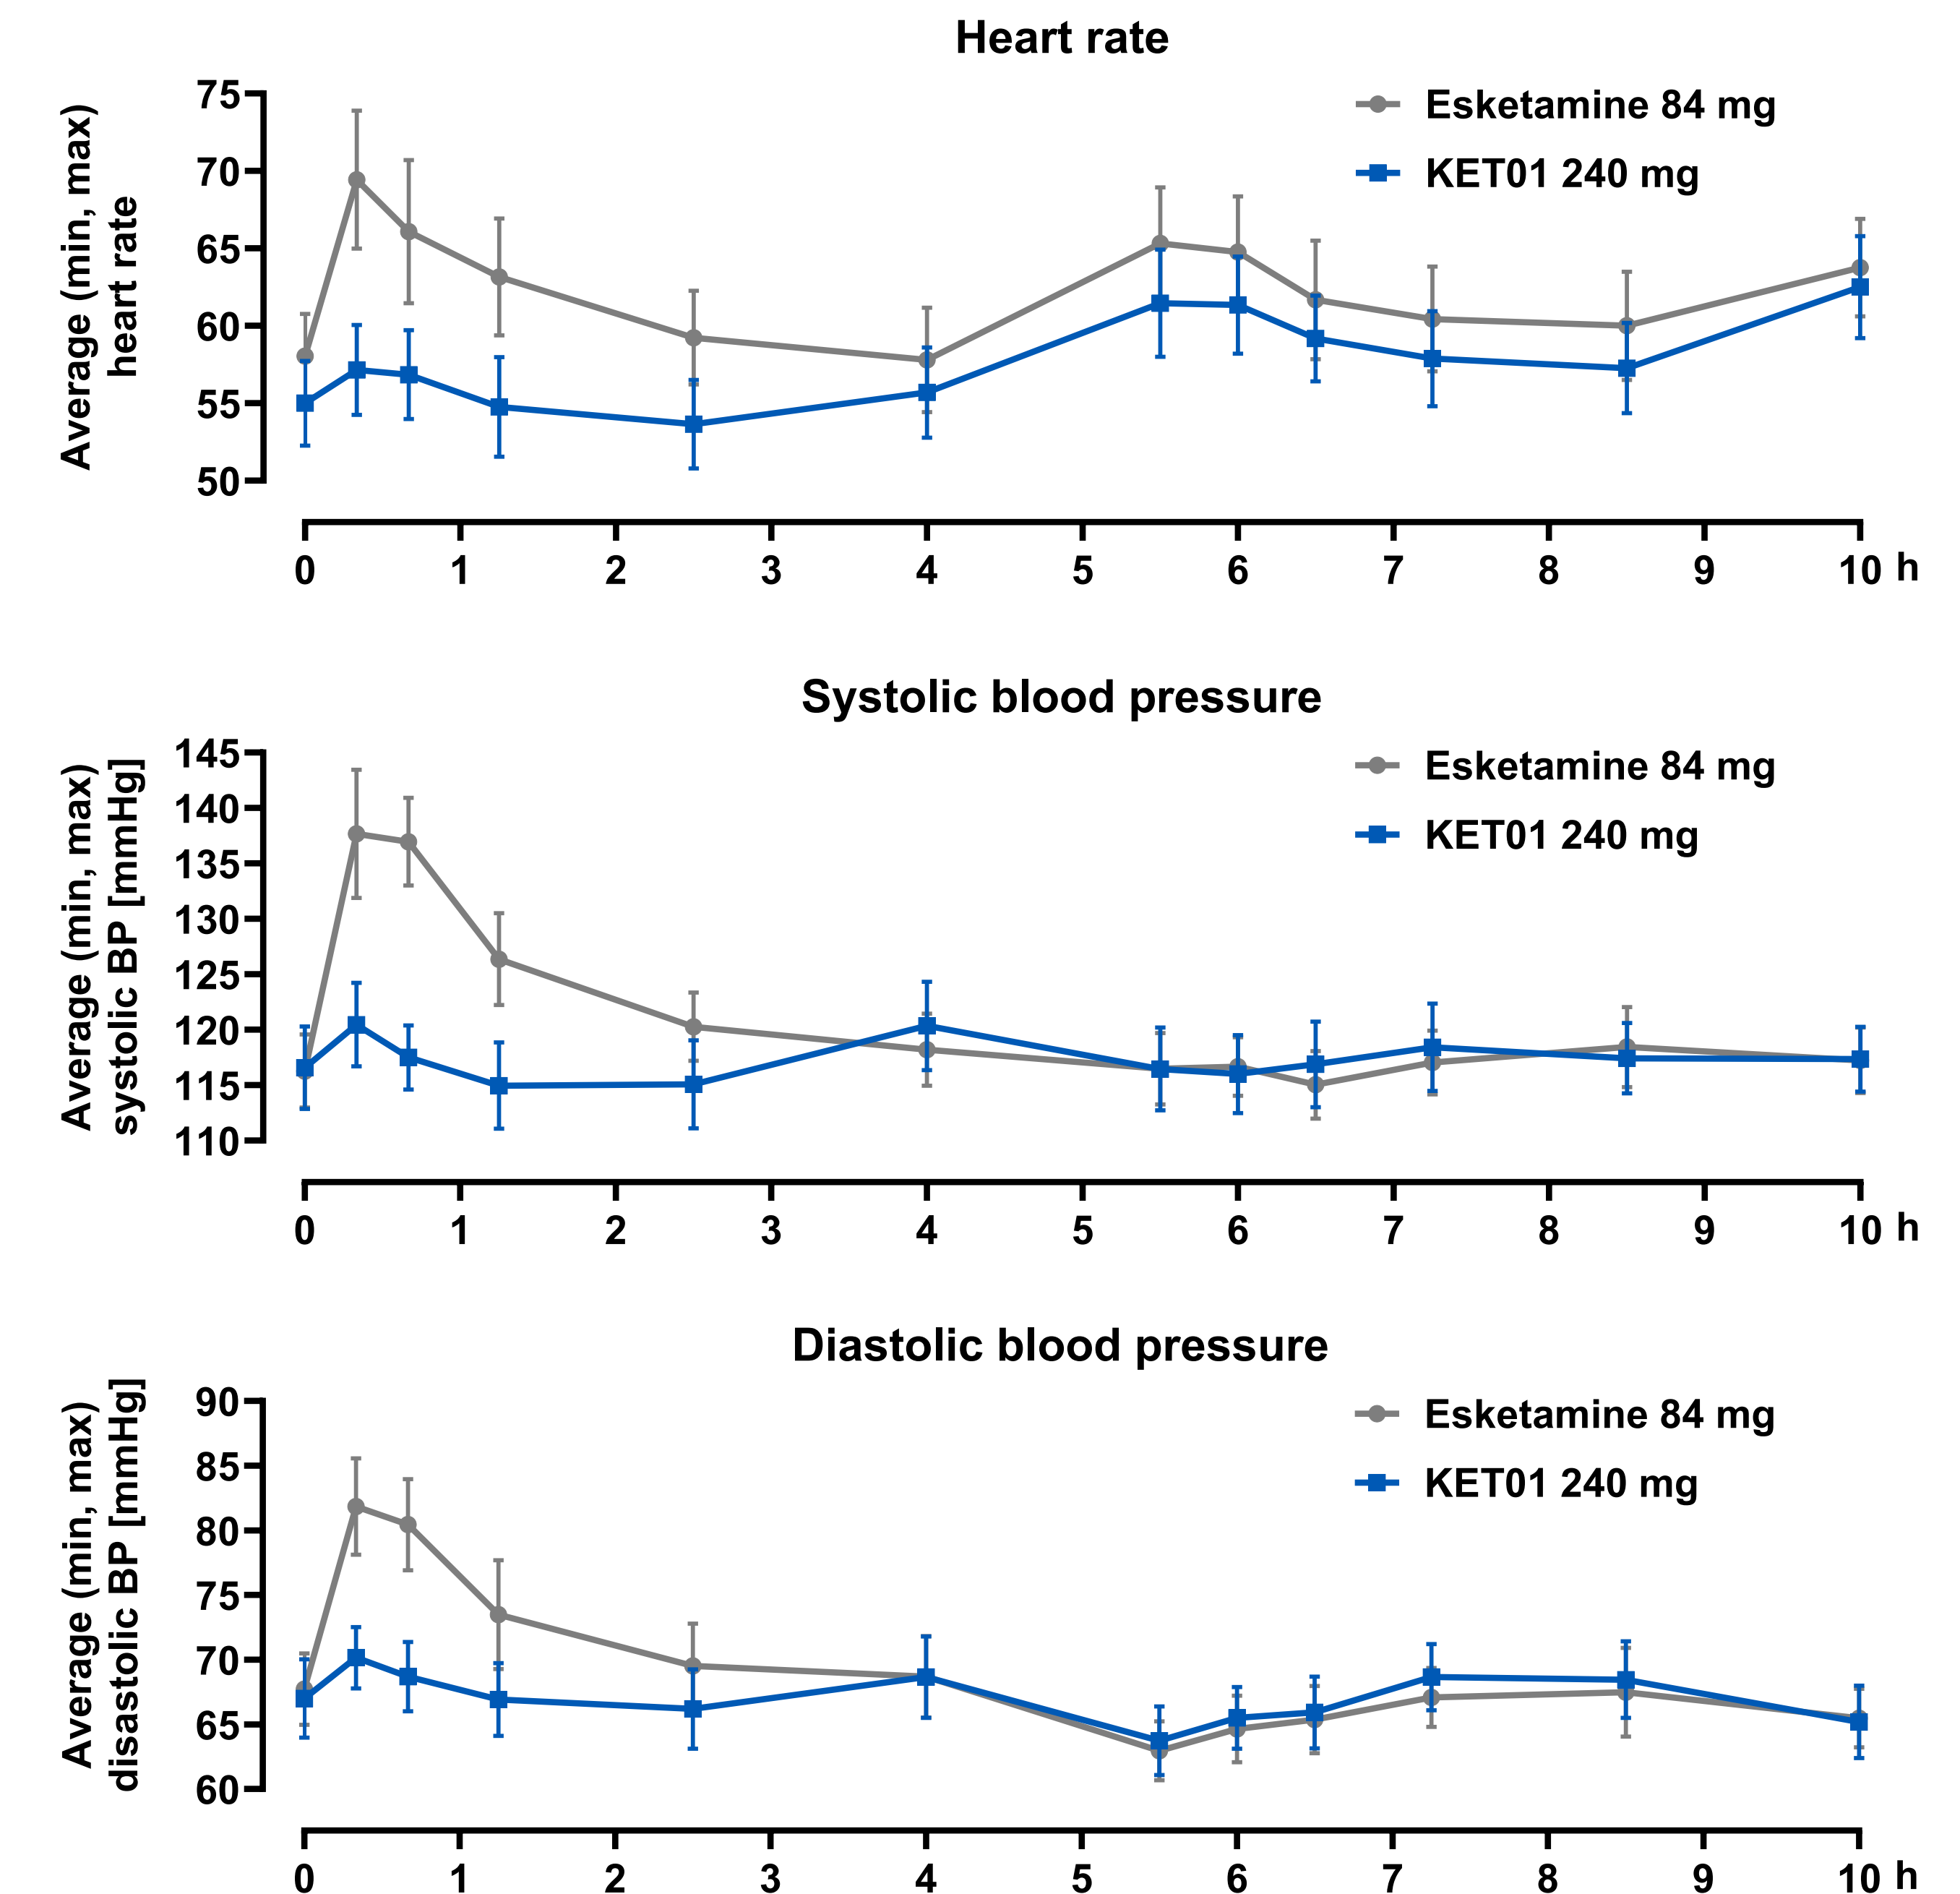 Heart rate
Average (min, max)
heart rate
75
70
65
60
55
50
Esketamine 84 mg
KET01 240 mg
0 1 2 3 4 5 6 7 8 9 10 h
Systolic blood pressure
Average (min, max)
systolic BP [mmHg]
145
140
135
130
125
120
115
110
Esketamine 84 mg
KET01 240 mg
0 1 2 3 4 5 6 7 8 9 10 h
Diastolic blood pressure
Average (min, max)
disastolic BP [mmHg]
90
85
80
75
70
65
60
Esketamine 84 mg
KET01 240 mg
0 1 2 3 4 5 6 7 8 9 10 h